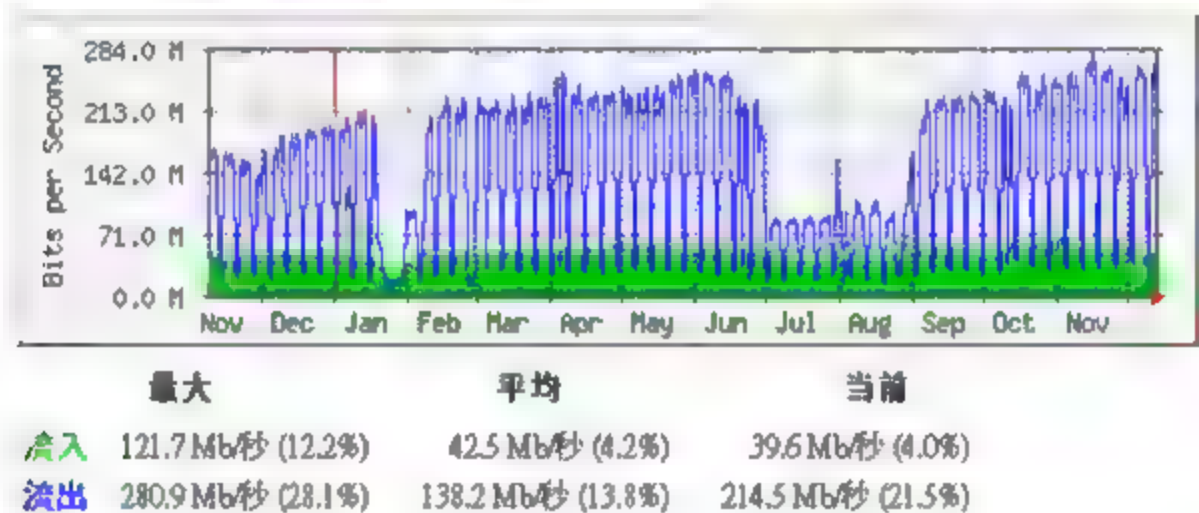 284.0 M
213.0 M
142.0 M
71.0 M
0.0 M
Bits per Second
Nov Dec Jan Feb Mar Apr May Jun Jul Aug Sep Oct Nov
最大 平均 当前
流入 121.7 Mb/秒 (12.2%) 42.5 Mb/秒 (4.2%) 39.6 Mb/秒 (4.0%)
流出 280.9 Mb/秒 (28.1%) 138.2 Mb/秒 (13.8%) 214.5 Mb/秒 (21.5%)